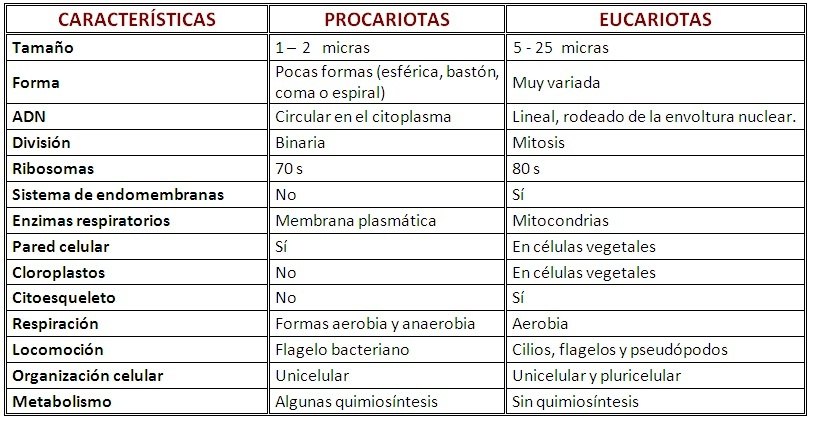 CARACTERÍSTICAS PROCARIOTAS EUCARIOTAS
Tamaño 1 – 2 micras 5 - 25 micras
Forma Pocas formas (esférica, bastón, coma o espiral) Muy variada
ADN Circular en el citoplasma Lineal, rodeado de la envoltura nuclear.
División Binaria Mitosis
Ribosomas 70 s 80 s
Sistema de endomembranas No Sí
Enzimas respiratorios Membrana plasmática Mitocondrias
Pared celular Sí En células vegetales
Cloroplastos No En células vegetales
Citoesqueleto No Sí
Respiración Formas aerobia y anaerobia Aerobia
Locomoción Flagelo bacteriano Cilios, flagelos y pseudópodos
Organización celular Unicelular Unicelular y pluricelular
Metabolismo Algunas quimiosíntesis Sin quimiosíntesis